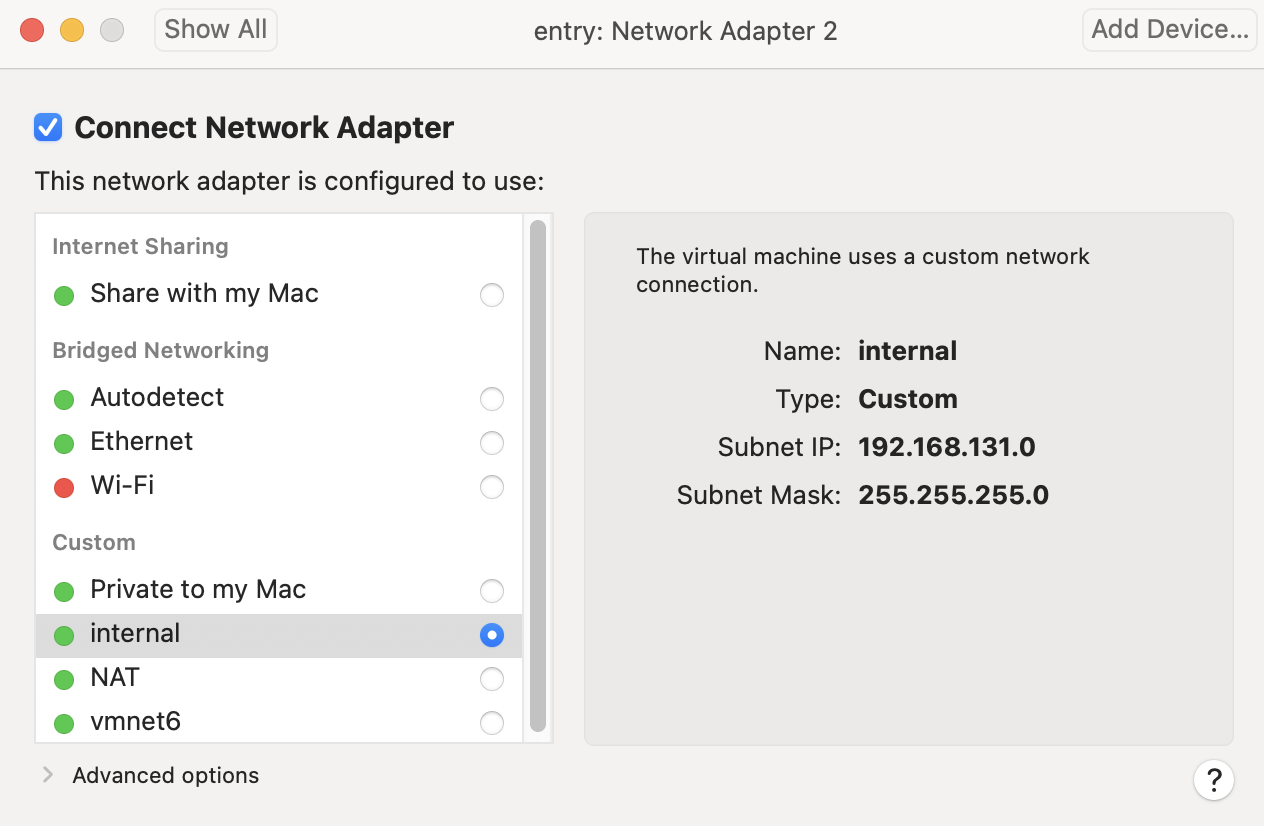 Show All
entry: Network Adapter 2
Add Device...
Connect Network Adapter
This network adapter is configured to use:
Internet Sharing
Share with my Mac
Bridged Networking
Autodetect
Ethernet
Wi-Fi
Custom
Private to my Mac
internal
NAT
vmnet6
The virtual machine uses a custom network
connection.
Name: internal
Type: Custom
Subnet IP: 192.168.131.0
Subnet Mask: 255.255.255.0
Advanced options
?